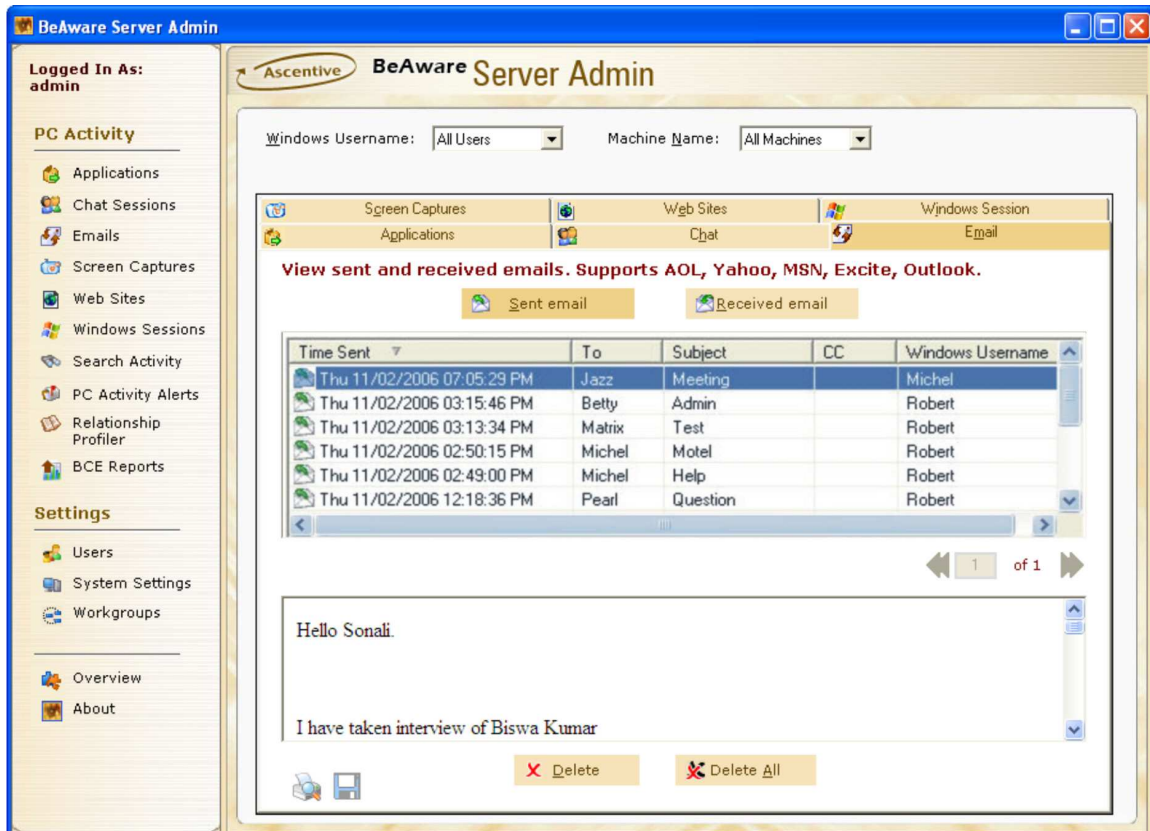 BeAware Server Admin
Logged In As:
admin
PC Activity
Applications
Chat Sessions
Emails
Screen Captures
Web Sites
Windows Sessions
Search Activity
PC Activity Alerts
Relationship
Profiler
BCE Reports
Settings
Users
System Settings
Workgroups
Overview
About
Ascentive BeAware Server Admin
Windows Username: All Users Machine Name: All Machines
Screen Captures Web Sites Windows Session
Applications Chat Email
View sent and received emails. Supports AOL, Yahoo, MSN, Excite, Outlook.
Sent email Received email
Time Sent To Subject CC Windows Username
Thu 11/02/2006 07:05:29 PM Jazz Meeting Michel
Thu 11/02/2006 03:15:46 PM Betty Admin Robert
Thu 11/02/2006 03:13:34 PM Matrix Test Robert
Thu 11/02/2006 02:50:15 PM Michel Motel Robert
Thu 11/02/2006 02:49:00 PM Michel Help Robert
Thu 11/02/2006 12:18:36 PM Pearl Question Robert
1 of 1
Hello Sonali.
I have taken interview of Biswa Kumar
Delete Delete All